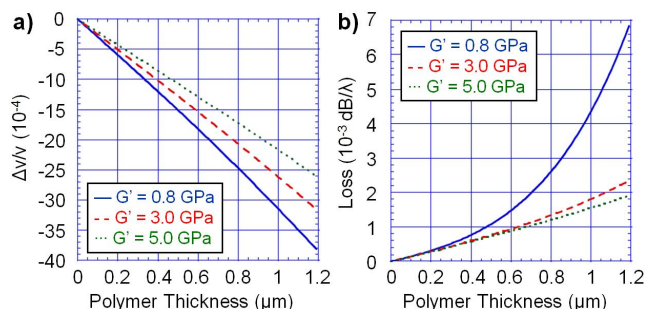 a)
Δv/v (10⁻⁴)
0
-5
-10
-15
-20
-25
-30
-35
-40
G' = 0.8 GPa
G' = 3.0 GPa
G' = 5.0 GPa
0 0.2 0.4 0.6 0.8 1 1.2
Polymer Thickness (µm)
b)
Loss (10⁻³ dB/λ)
7
6
5
4
3
2
1
0
G' = 0.8 GPa
G' = 3.0 GPa
G' = 5.0 GPa
0 0.2 0.4 0.6 0.8 1 1.2
Polymer Thickness (µm)